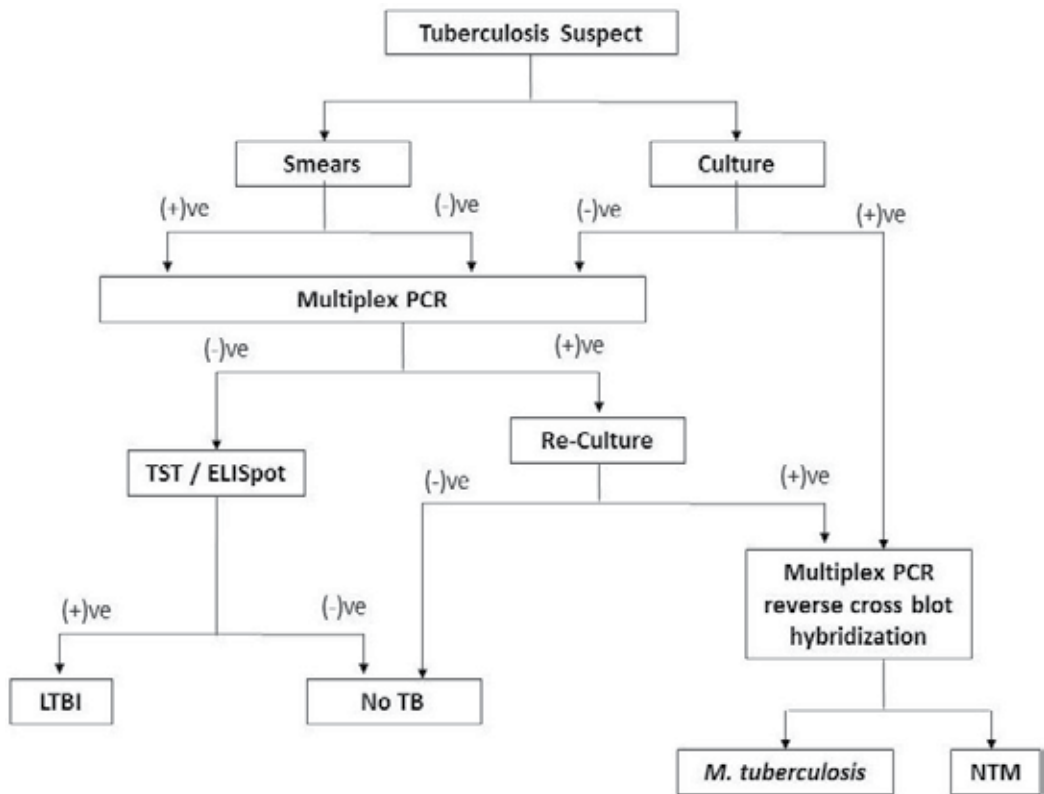 Tuberculosis Suspect
Smears
Culture
(+)ve
(-)ve
(-)ve
(+)ve
Multiplex PCR
(-)ve
(+)ve
Re-Culture
TST / ELISpot
(-)ve
(+)ve
Multiplex PCR
reverse cross blot
hybridization
(+)ve
(-)ve
LTBI
No TB
M. tuberculosis
NTM